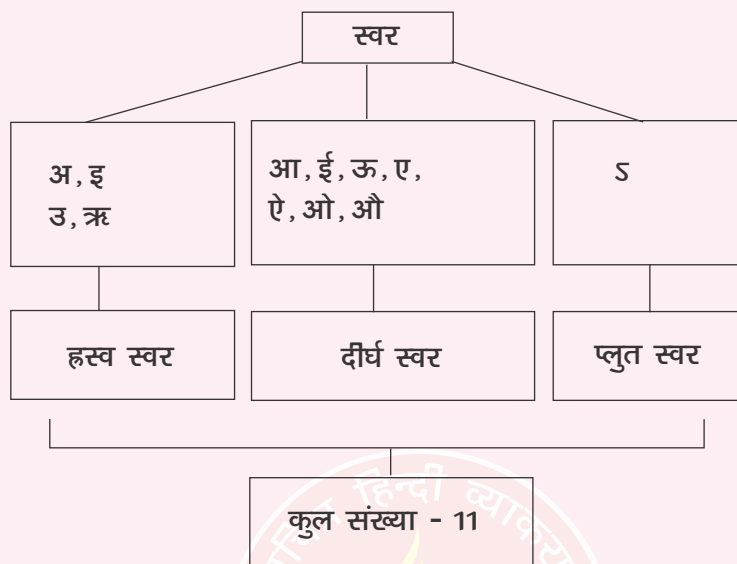 स्वर
अ, इ
उ, ऋ
आ, ई, ऊ, ए,
ऐ, ओ, औ
ऽ
ह्रस्व स्वर
दीर्घ स्वर
प्लुत स्वर
कुल संख्या - 11
हिन्दी